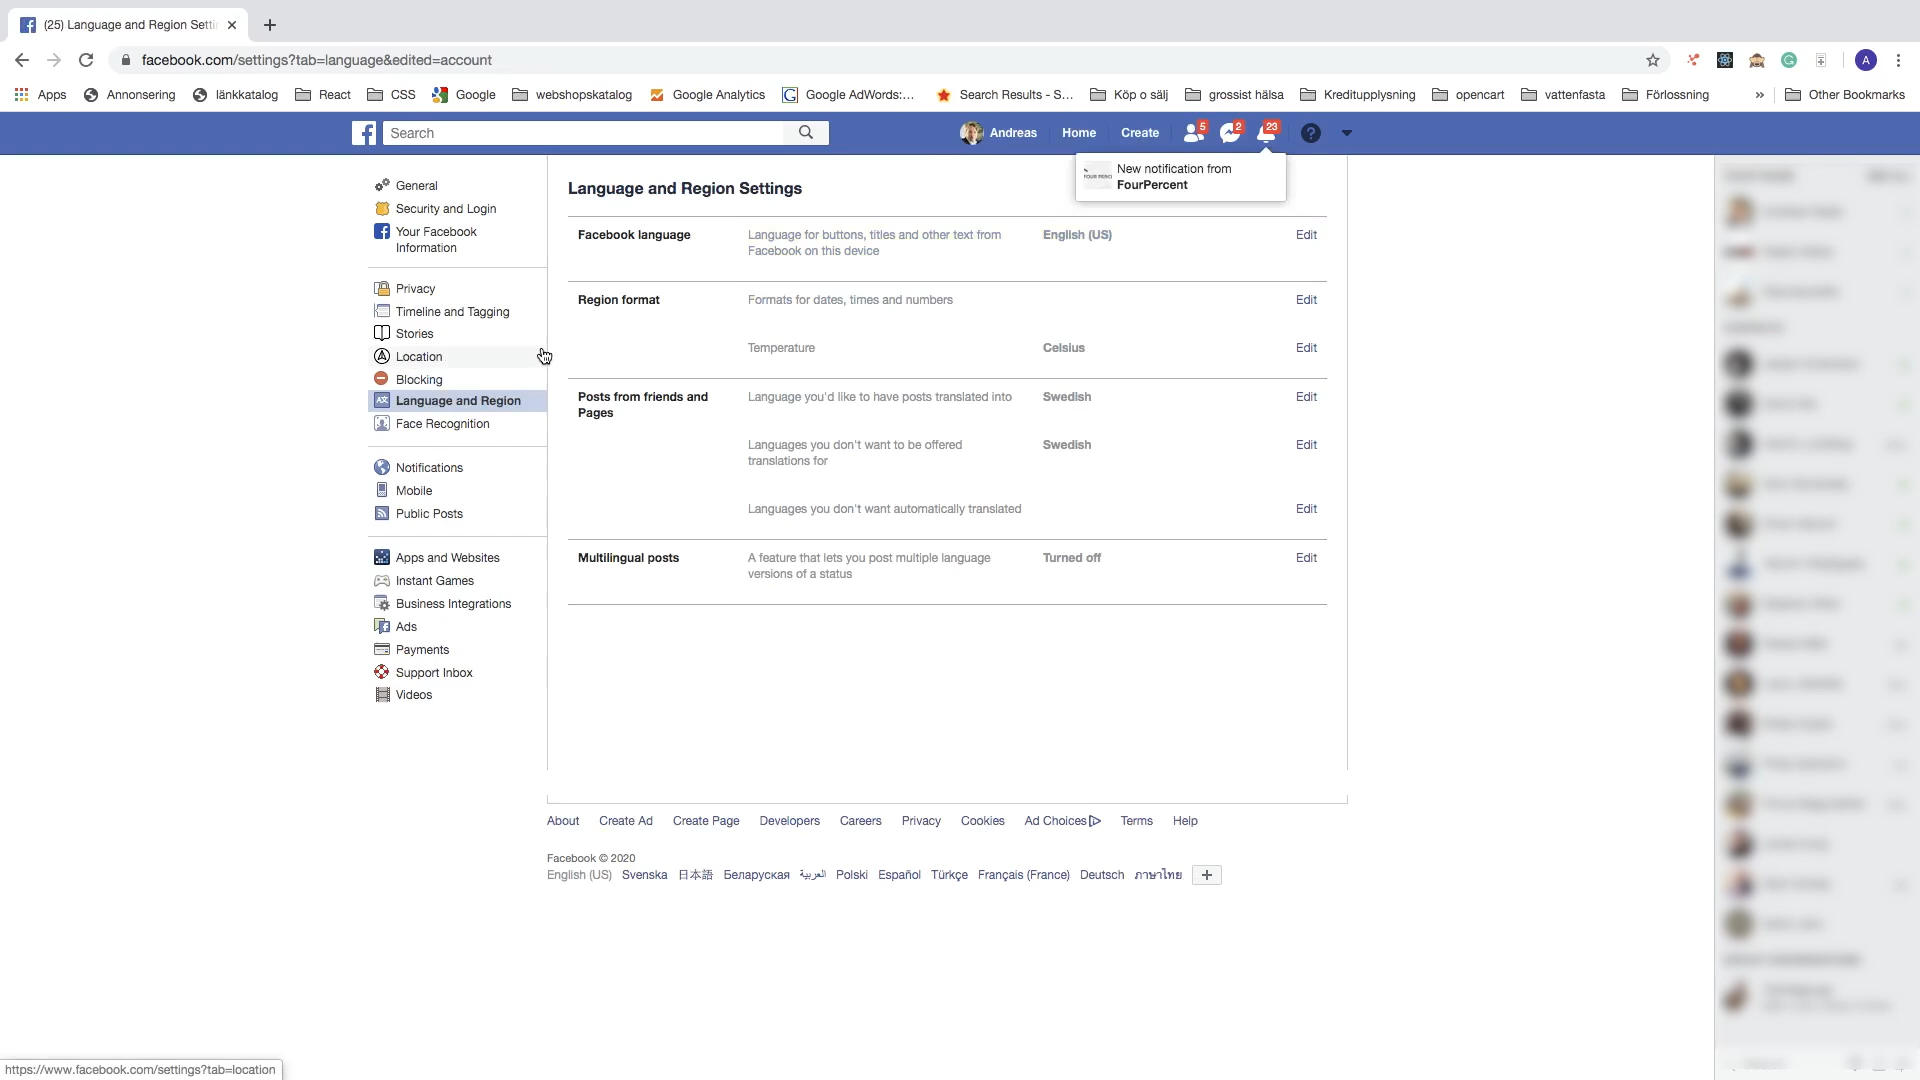 (25) Language and Region Setti
facebook.com/settings?tab=language&edited=account
A
Apps
Annonsering
länkkatalog
React
CSS
Google
webshopskatalog
Google Analytics
Google AdWords:...
Search Results - S...
Köp o sälj
grossist hälsa
Kreditupplysning
opencart
vattenfasta
Förlossning
»
Other Bookmarks
Search
Andreas
Home
Create
5
2
23
New notification from
FourPercent
General
Security and Login
Your Facebook
Information
Privacy
Timeline and Tagging
Stories
Location
Blocking
Language and Region
Face Recognition
Notifications
Mobile
Public Posts
Apps and Websites
Instant Games
Business Integrations
Ads
Payments
Support Inbox
Videos
Language and Region Settings
Facebook language
Language for buttons, titles and other text from
Facebook on this device
English (US)
Edit
Region format
Formats for dates, times and numbers
Edit
Temperature
Celsius
Edit
Posts from friends and
Pages
Language you'd like to have posts translated into
Swedish
Edit
Languages you don't want to be offered
translations for
Swedish
Edit
Languages you don't want automatically translated
Edit
Multilingual posts
A feature that lets you post multiple language
versions of a status
Turned off
Edit
About Create Ad Create Page Developers Careers Privacy Cookies Ad Choices Terms Help
Facebook © 2020
English (US) Svenska 日本語 Беларуская العربية Polski Español Türkçe Français (France) Deutsch ภาษาไทย +
https://www.facebook.com/settings?tab=location